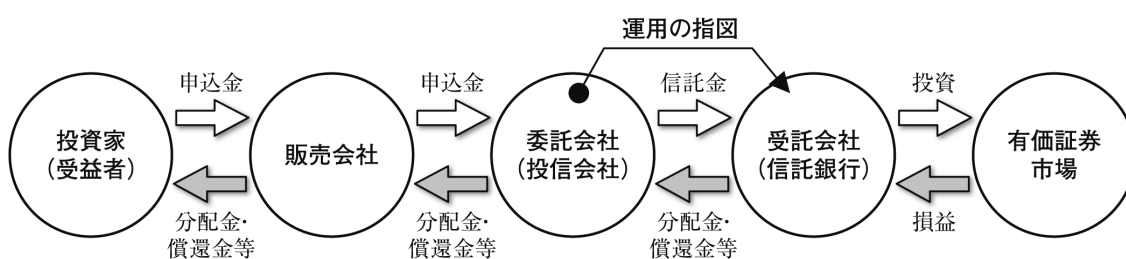 運用の指図
申込金
申込金
信託金
投資
投資家
（受益者）
販売会社
委託会社
（投信会社）
受託会社
（信託銀行）
有価証券
市場
分配金・
償還金等
分配金・
償還金等
分配金・
償還金等
損益